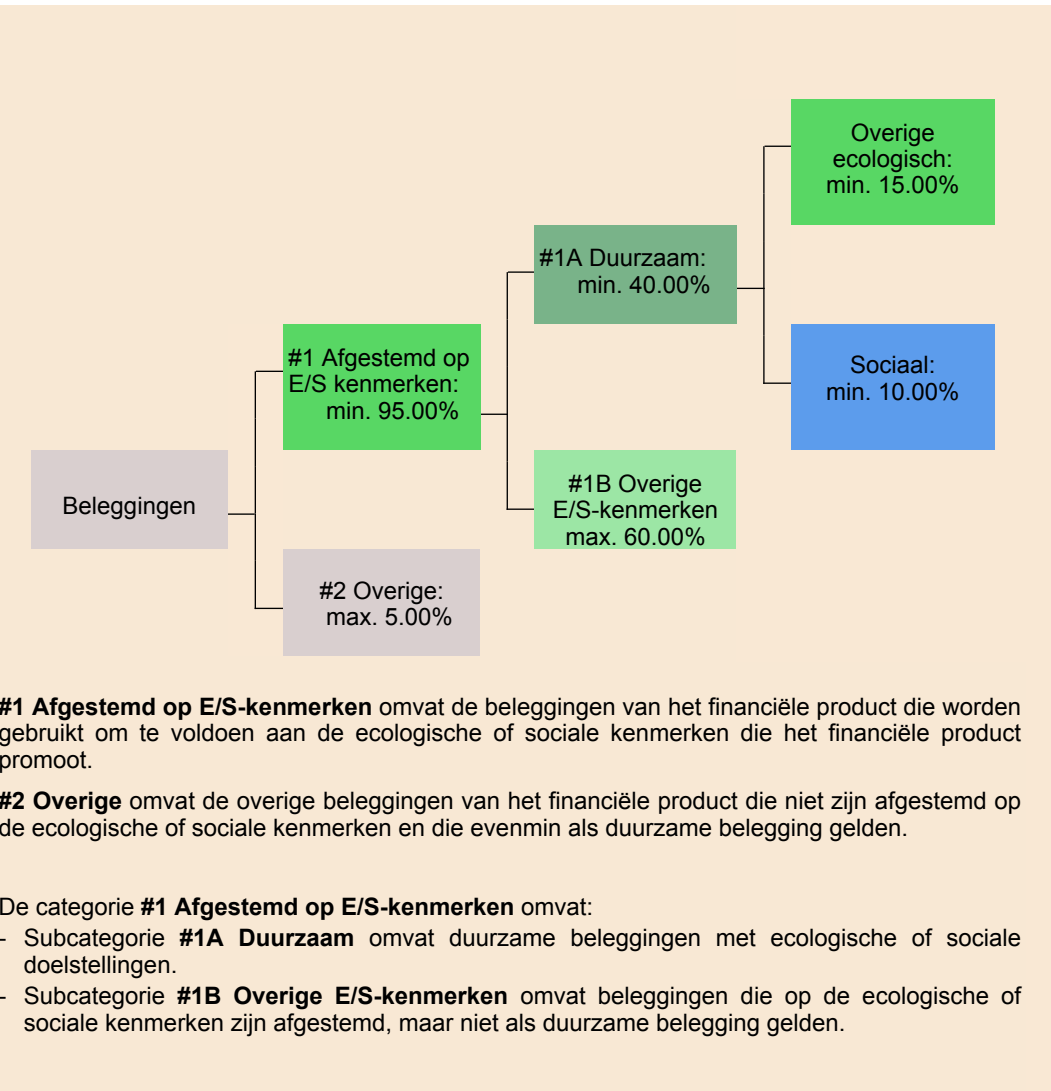 Overige
ecologisch:
min. 15.00%
#1A Duurzaam:
min. 40.00%
#1 Afgestemd op
E/S kenmerken:
min. 95.00%
Sociaal:
min. 10.00%
Beleggingen
#1B Overige
E/S-kenmerken
max. 60.00%
#2 Overige:
max. 5.00%
#1 Afgestemd op E/S-kenmerken omvat de beleggingen van het financiële product die worden
gebruikt om te voldoen aan de ecologische of sociale kenmerken die het financiële product
promoot.
#2 Overige omvat de overige beleggingen van het financiële product die niet zijn afgestemd op
de ecologische of sociale kenmerken en die evenmin als duurzame belegging gelden.
De categorie #1 Afgestemd op E/S-kenmerken omvat:
- Subcategorie #1A Duurzaam omvat duurzame beleggingen met ecologische of sociale
doelstellingen.
- Subcategorie #1B Overige E/S-kenmerken omvat beleggingen die op de ecologische of
sociale kenmerken zijn afgestemd, maar niet als duurzame belegging gelden.